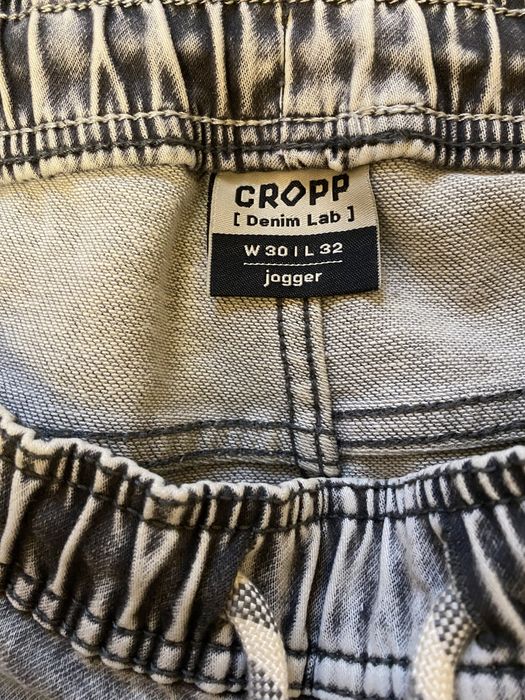 CROPP
[ Denim Lab ]
W 30 I L 32
jogger